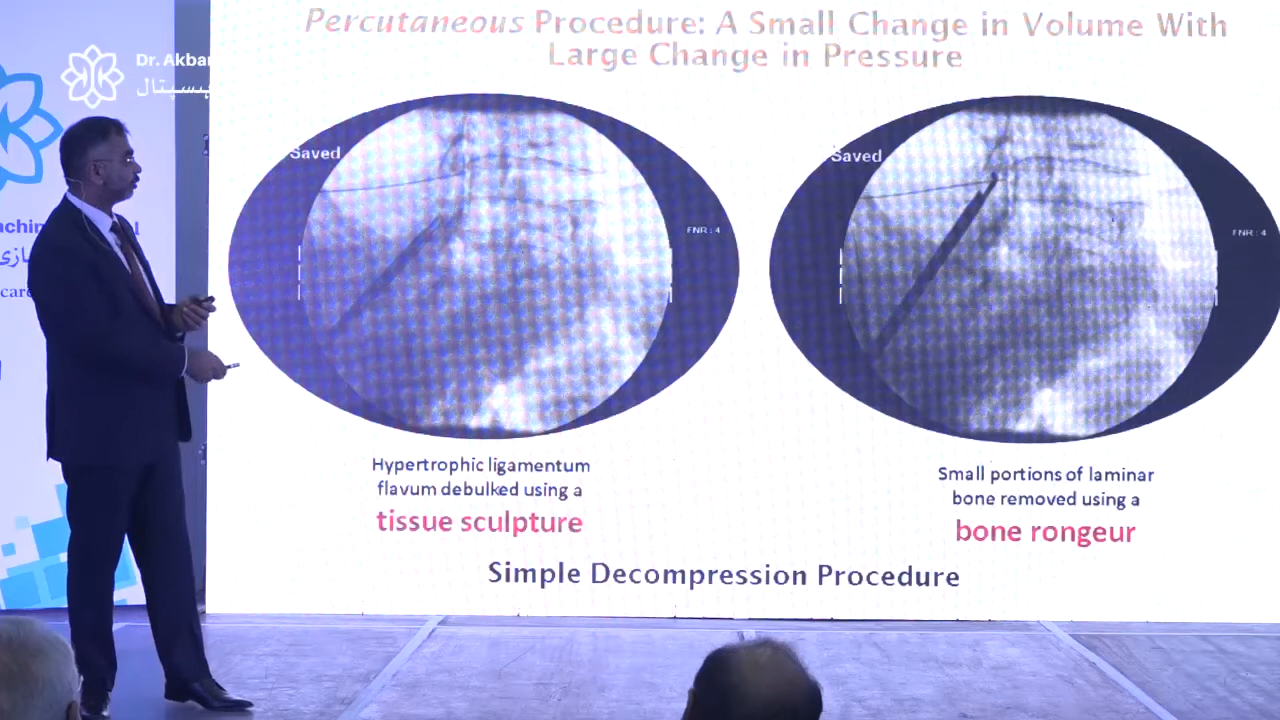 Percutaneous Procedure: A Small Change in Volume With
Large Change in Pressure
Dr. Akbar
ہسپتال
Saved
FNR : 4
Saved
FNR : 4
Hypertrophic ligamentum
flavum debulked using a
tissue sculpture
Small portions of laminar
bone removed using a
bone rongeur
Simple Decompression Procedure